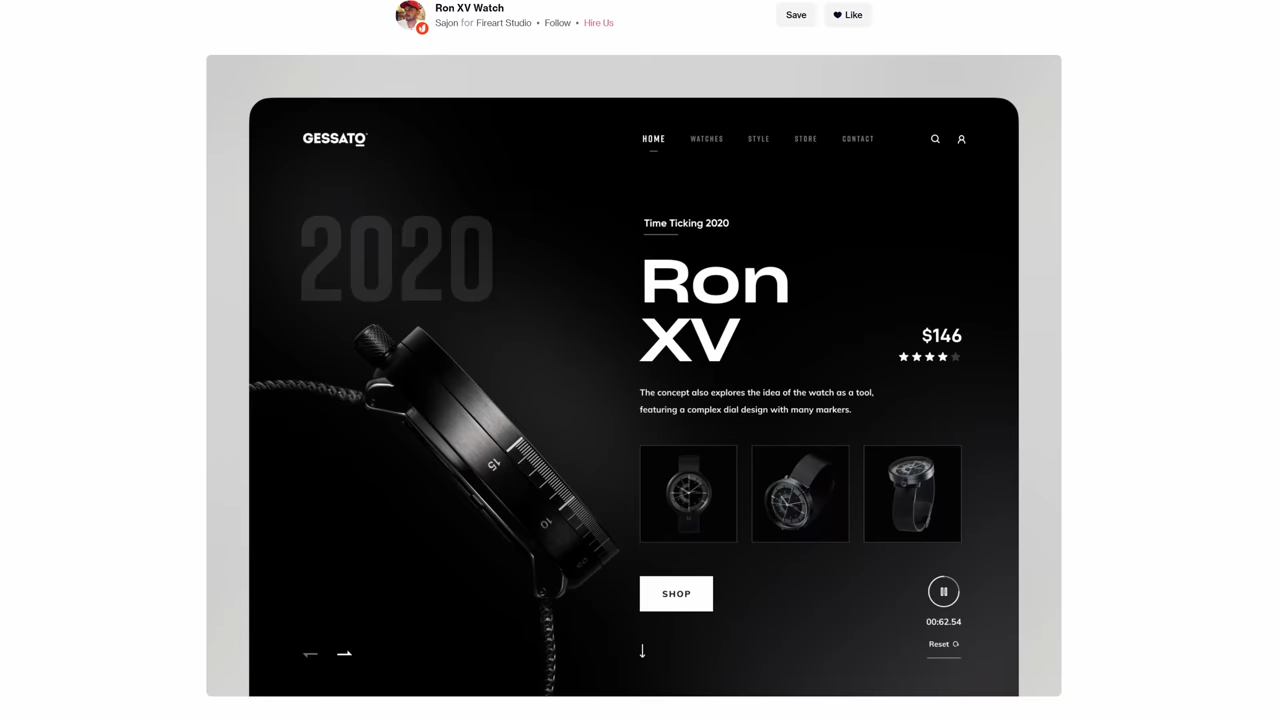 Ron XV Watch
Sajon for Fireart Studio • Follow • Hire Us
Save
Like
GESSATO
HOME
WATCHES
STYLE
STORE
CONTACT
2020
Time Ticking 2020
Ron
XV
$146
The concept also explores the idea of the watch as a tool,
featuring a complex dial design with many markers.
15
10
SHOP
00:62.54
Reset